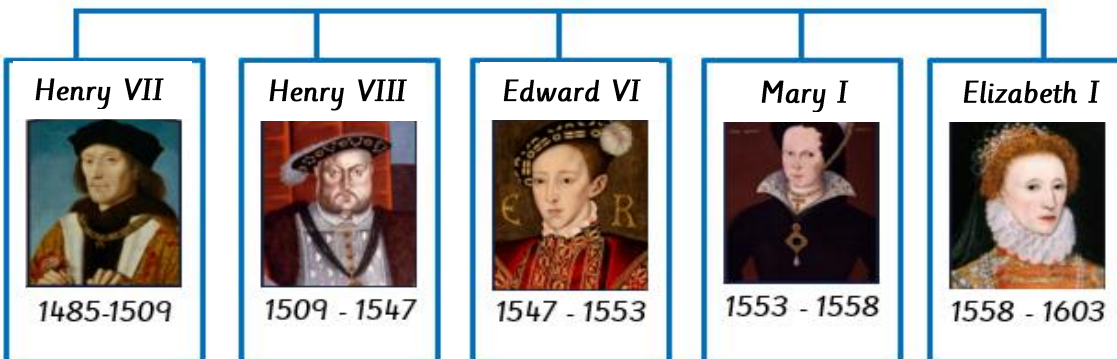 Henry VII
1485-1509
Henry VIII
1509 - 1547
Edward VI
E R
1547 - 1553
Mary I
1553 - 1558
Elizabeth I
1558 - 1603